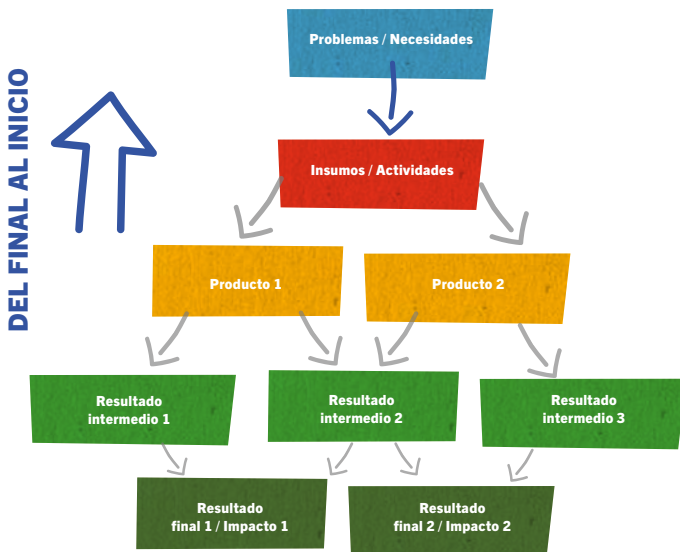 DEL FINAL AL INICIO
Problemas / Necesidades
Insumos / Actividades
Producto 1
Producto 2
Resultado
intermedio 1
Resultado
intermedio 2
Resultado
intermedio 3
Resultado
final 1 / Impacto 1
Resultado
final 2 / Impacto 2